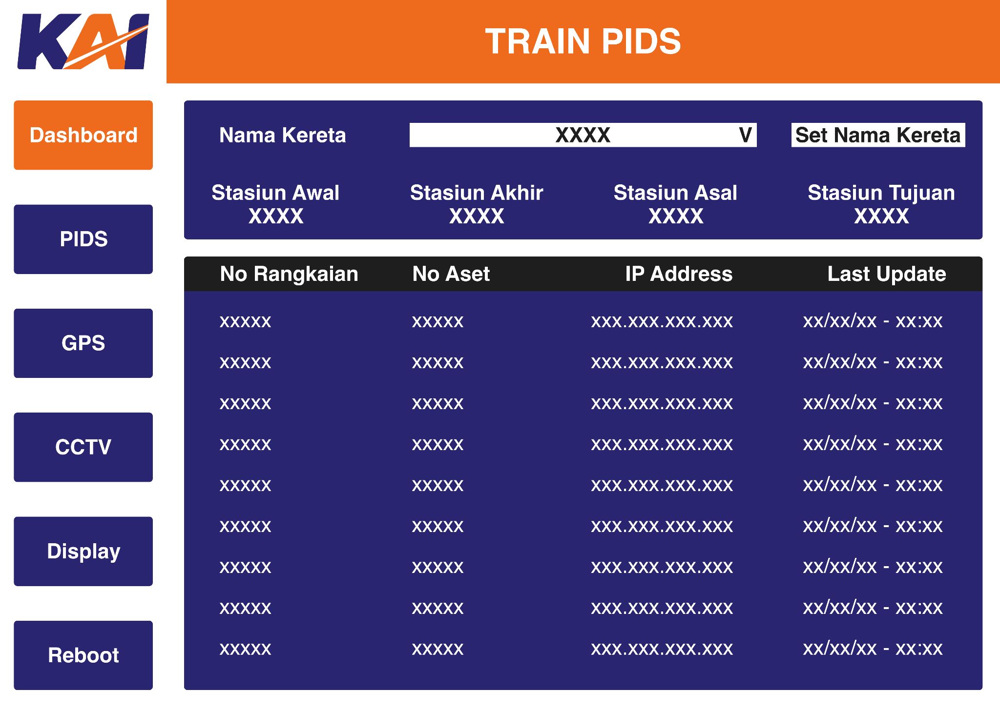 KAI
TRAIN PIDS
Dashboard
PIDS
GPS
CCTV
Display
Reboot
Nama Kereta XXXX V Set Nama Kereta
Stasiun Awal Stasiun Akhir Stasiun Asal Stasiun Tujuan
XXXX XXXX XXXX XXXX
No Rangkaian No Aset IP Address Last Update
xxxxx xxxxx xxx.xxx.xxx.xxx xx/xx/xx - xx:xx
xxxxx xxxxx xxx.xxx.xxx.xxx xx/xx/xx - xx:xx
xxxxx xxxxx xxx.xxx.xxx.xxx xx/xx/xx - xx:xx
xxxxx xxxxx xxx.xxx.xxx.xxx xx/xx/xx - xx:xx
xxxxx xxxxx xxx.xxx.xxx.xxx xx/xx/xx - xx:xx
xxxxx xxxxx xxx.xxx.xxx.xxx xx/xx/xx - xx:xx
xxxxx xxxxx xxx.xxx.xxx.xxx xx/xx/xx - xx:xx
xxxxx xxxxx xxx.xxx.xxx.xxx xx/xx/xx - xx:xx
xxxxx xxxxx xxx.xxx.xxx.xxx xx/xx/xx - xx:xx